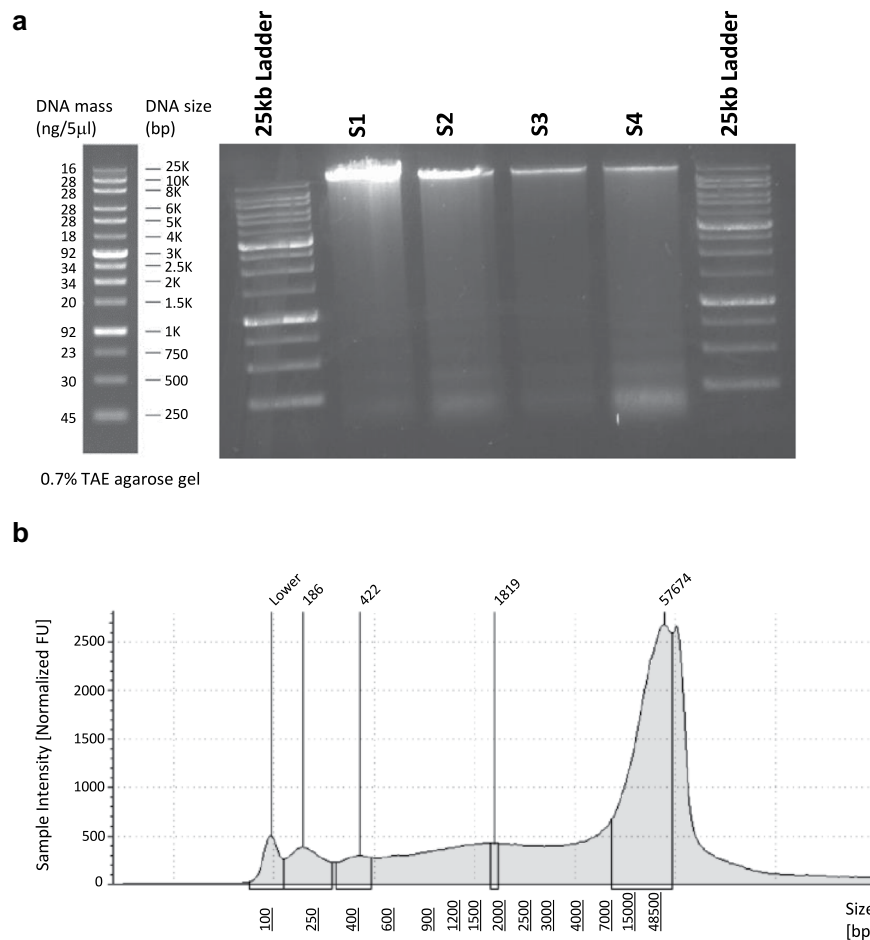 a
DNA mass
(ng/5µl)
DNA size
(bp)
25kb Ladder
S1
S2
S3
S4
25kb Ladder
16 25K
28 10K
28 8K
28 6K
28 5K
18 4K
92 3K
34 2.5K
34 2K
20 1.5K
92 1K
23 750
30 500
45 250
0.7% TAE agarose gel
b
Lower 186 422 1819 57674
Sample Intensity [Normalized FU]
2500
2000
1500
1000
500
0
100 250 400 600 900 1200 1500 2000 2500 3000 4000 70000 15000 48500
Size
[bp